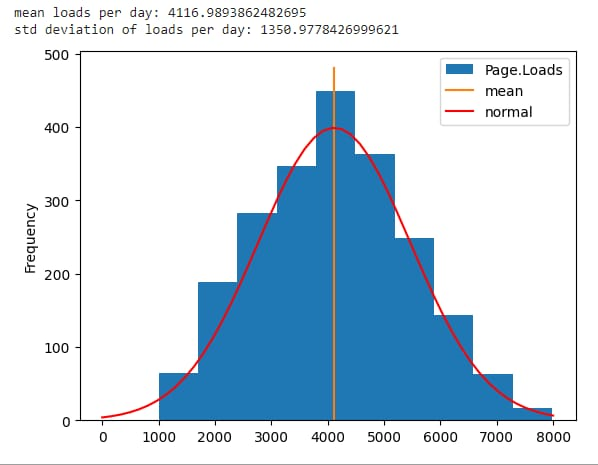 mean loads per day: 4116.9893862482695
std deviation of loads per day: 1350.9778426999621
500
400
300
200
100
0
Frequency
Page.Loads
mean
normal
0 1000 2000 3000 4000 5000 6000 7000 8000